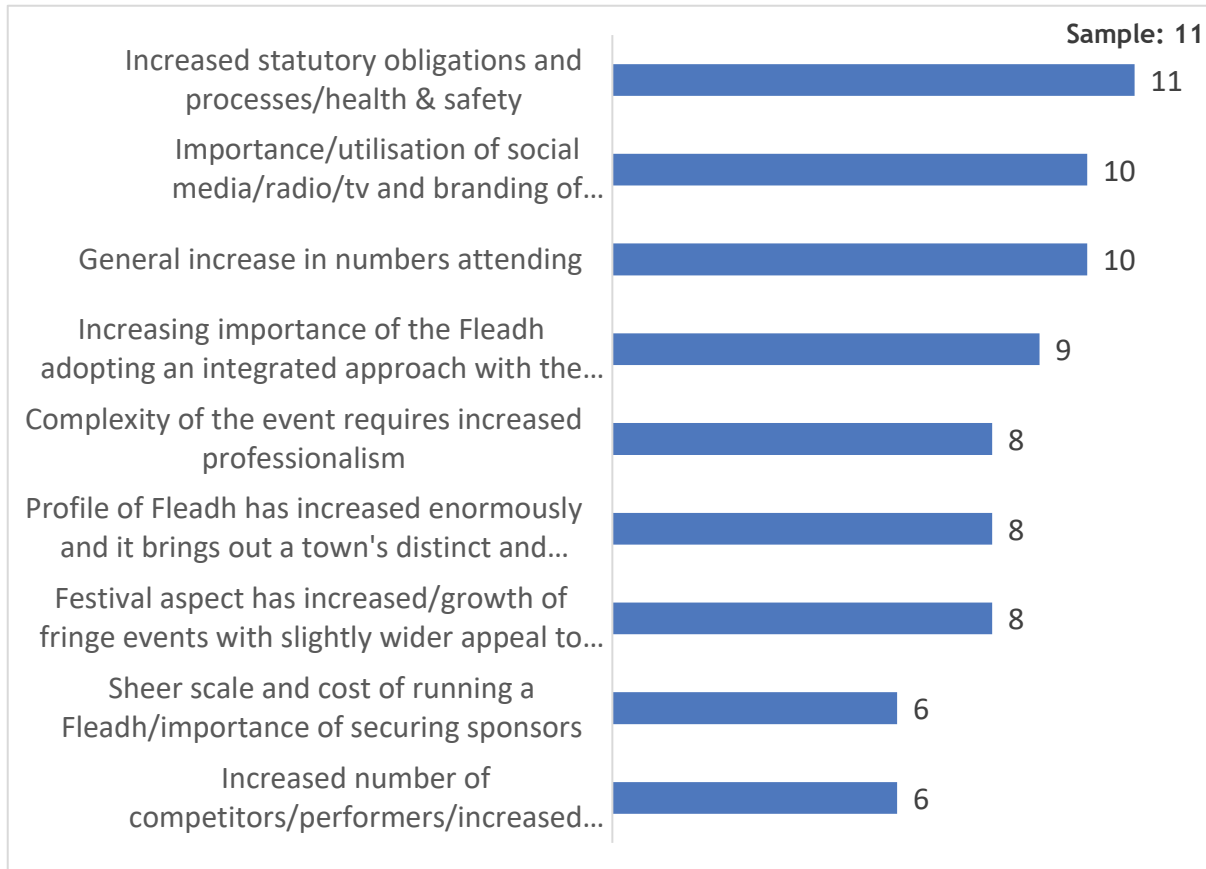 Sample: 11
Increased statutory obligations and
processes/health & safety
11
Importance/utilisation of social
media/radio/tv and branding of...
10
General increase in numbers attending
10
Increasing importance of the Fleadh
adopting an integrated approach with the...
9
Complexity of the event requires increased
professionalism
8
Profile of Fleadh has increased enormously
and it brings out a town's distinct and...
8
Festival aspect has increased/growth of
fringe events with slightly wider appeal to...
8
Sheer scale and cost of running a
Fleadh/importance of securing sponsors
6
Increased number of
competitors/performers/increased...
6